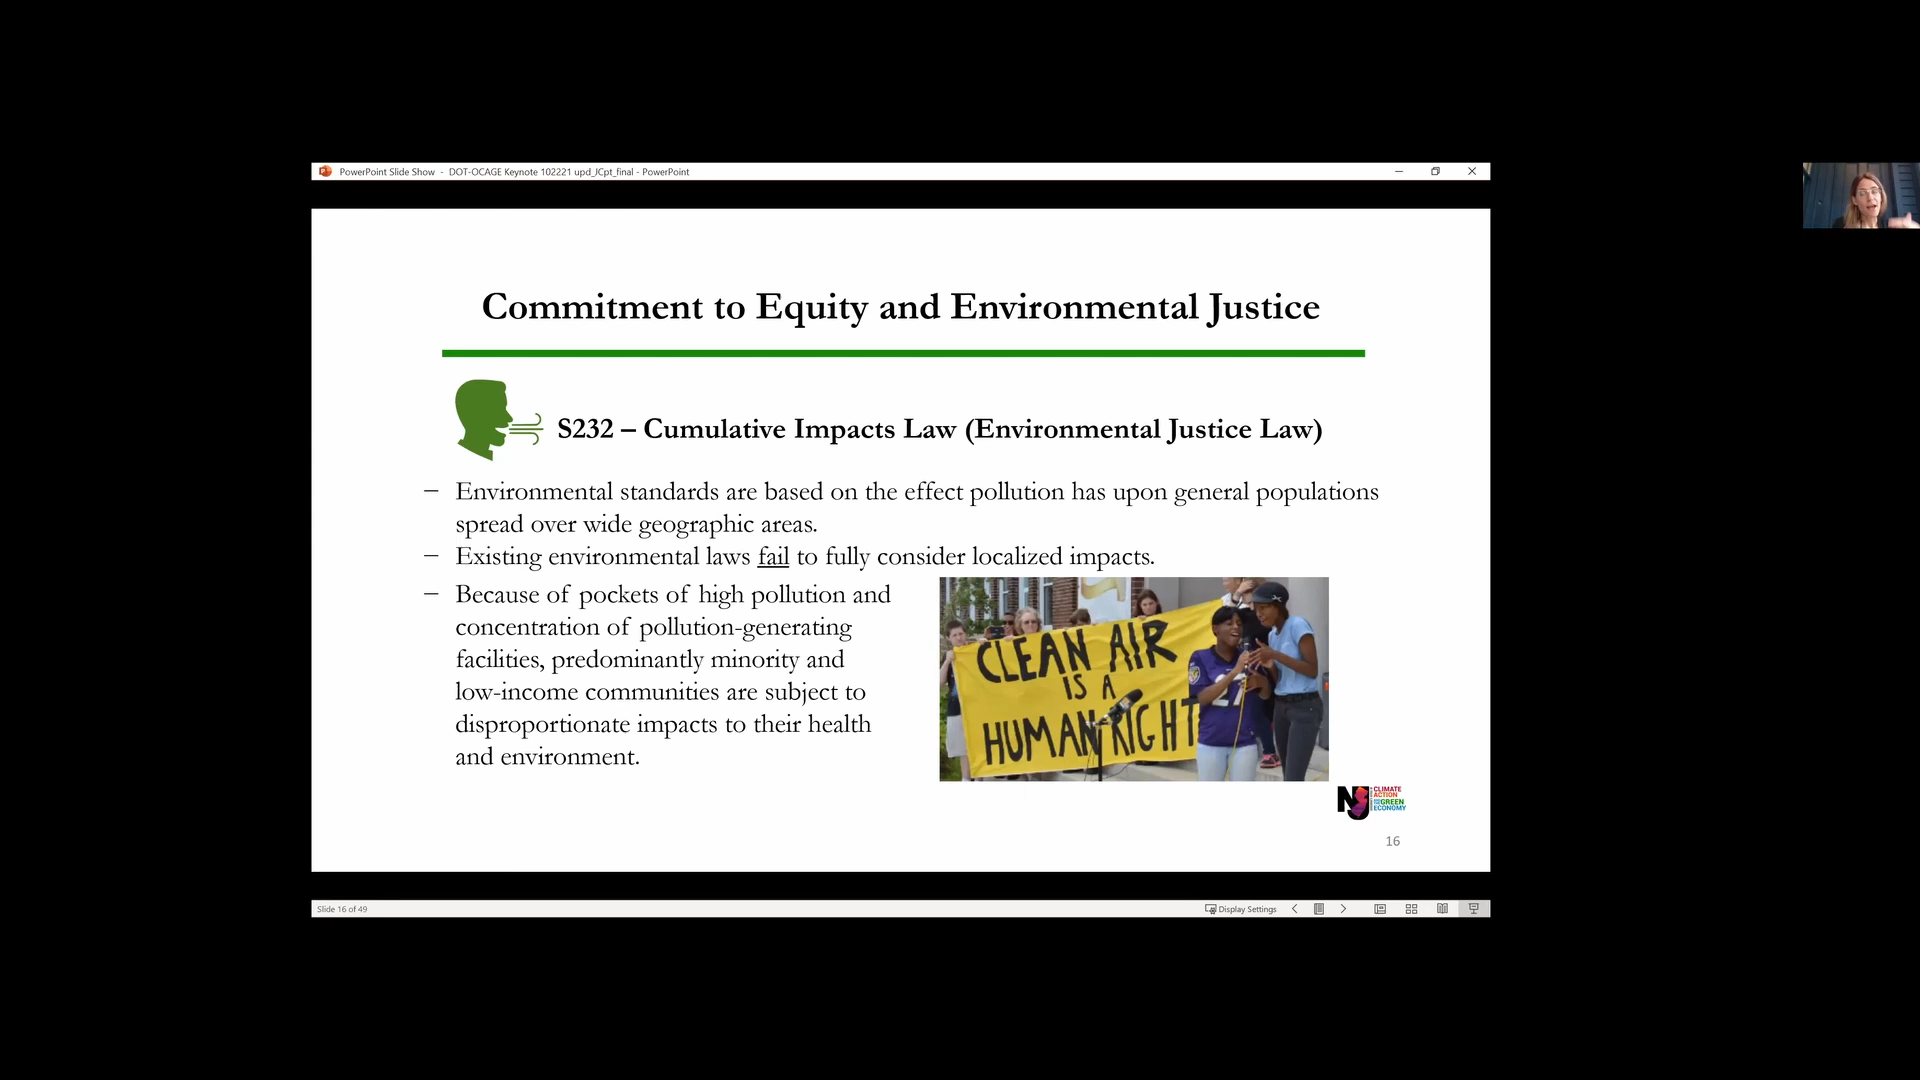 PowerPoint Slide Show - DOT-OCAGE Keynote 102221 upd_JCpt_final - PowerPoint
Commitment to Equity and Environmental Justice
S232 – Cumulative Impacts Law (Environmental Justice Law)
– Environmental standards are based on the effect pollution has upon general populations
spread over wide geographic areas.
– Existing environmental laws fail to fully consider localized impacts.
– Because of pockets of high pollution and
concentration of pollution-generating
facilities, predominantly minority and
low-income communities are subject to
disproportionate impacts to their health
and environment.
CLEAN AIR
IS A
HUMAN RIGHT
27
NJ
CLIMATE
ACTION
GREEN
ECONOMY
16
Slide 16 of 49
Display Settings